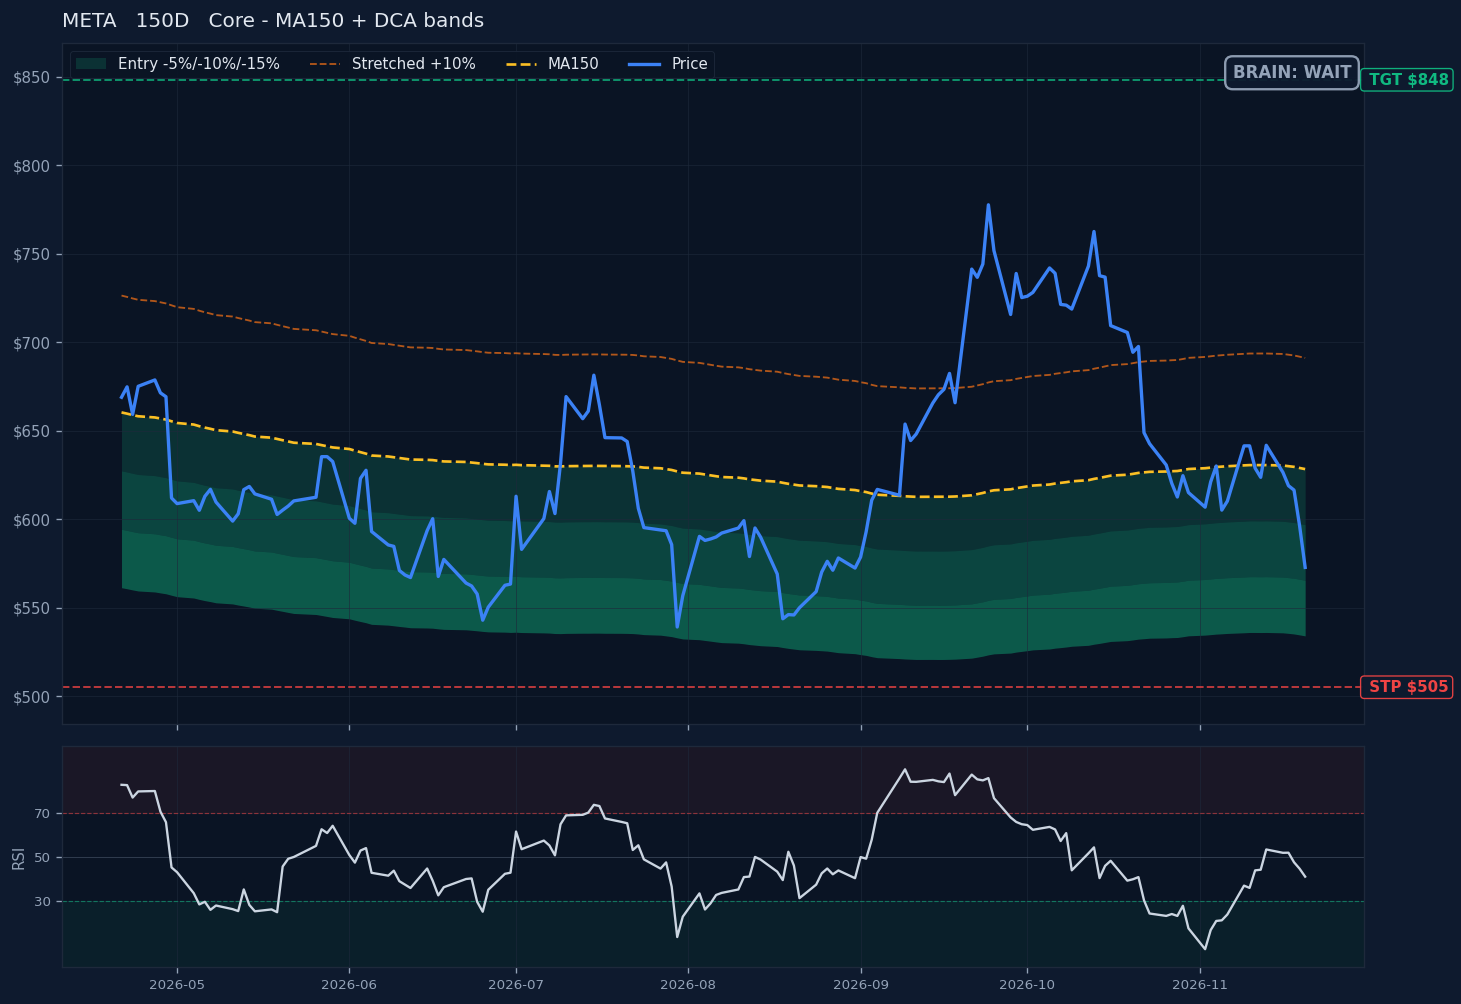 META   150D   Core - MA150 + DCA bands
Entry -5%/-10%/-15%
Stretched +10%
MA150
Price
BRAIN: WAIT
TGT $848
$850
$800
$750
$700
$650
$600
$550
$500
STP $505
RSI
70
50
30
2026-05
2026-06
2026-07
2026-08
2026-09
2026-10
2026-11